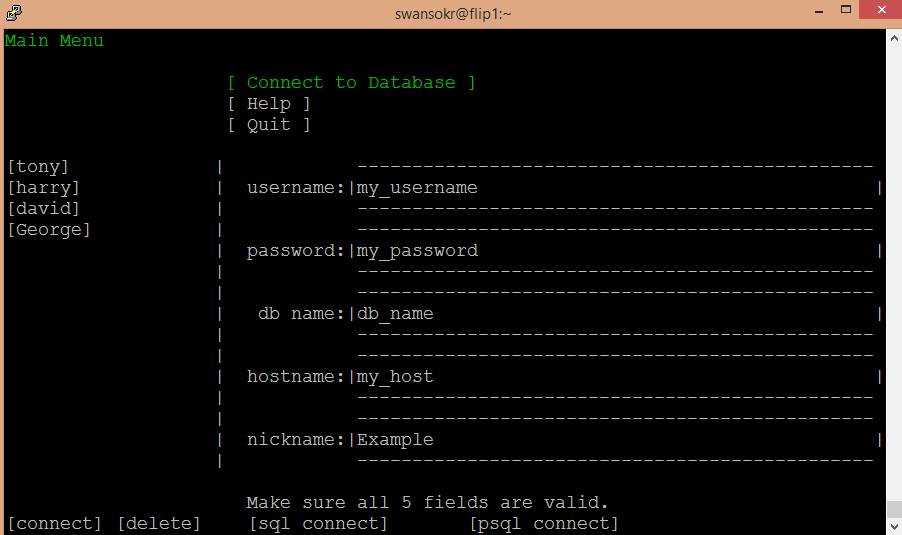 swansokr@flip1:~
Main Menu
[ Connect to Database ]
[ Help ]
[ Quit ]
[tony] | -----------------------------------------------
[harry] | username:|my_username |
[david] | -----------------------------------------------
[George] | -----------------------------------------------
| password:|my_password |
| -----------------------------------------------
| -----------------------------------------------
| db name:|db_name |
| -----------------------------------------------
| -----------------------------------------------
| hostname:|my_host |
| -----------------------------------------------
| -----------------------------------------------
| nickname:|Example |
| -----------------------------------------------
Make sure all 5 fields are valid.
[connect] [delete] [sql connect] [psql connect]